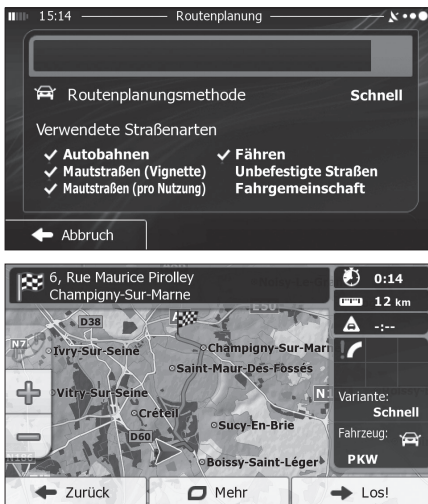 15:14 Routenplanung
Routenplanungsmethode Schnell
Verwendete Straßenarten
Autobahnen Fähren
Mautstraßen (Vignette) Unbefestigte Straßen
Mautstraßen (pro Nutzung) Fahrgemeinschaft
Abbruch
6, Rue Maurice Pirolley
Champigny-Sur-Marne
0:14
12 km
-:--
D38
N7
Ivry-Sur-Seine
Champigny-Sur-Marn
Saint-Maur-Des-Fossés
Vitry-Sur-Seine
Créteil
D60
Sucy-En-Brie
Boissy-Saint-Léger
Variante:
Schnell
Fahrzeug:
PKW
Zurück Mehr Los!